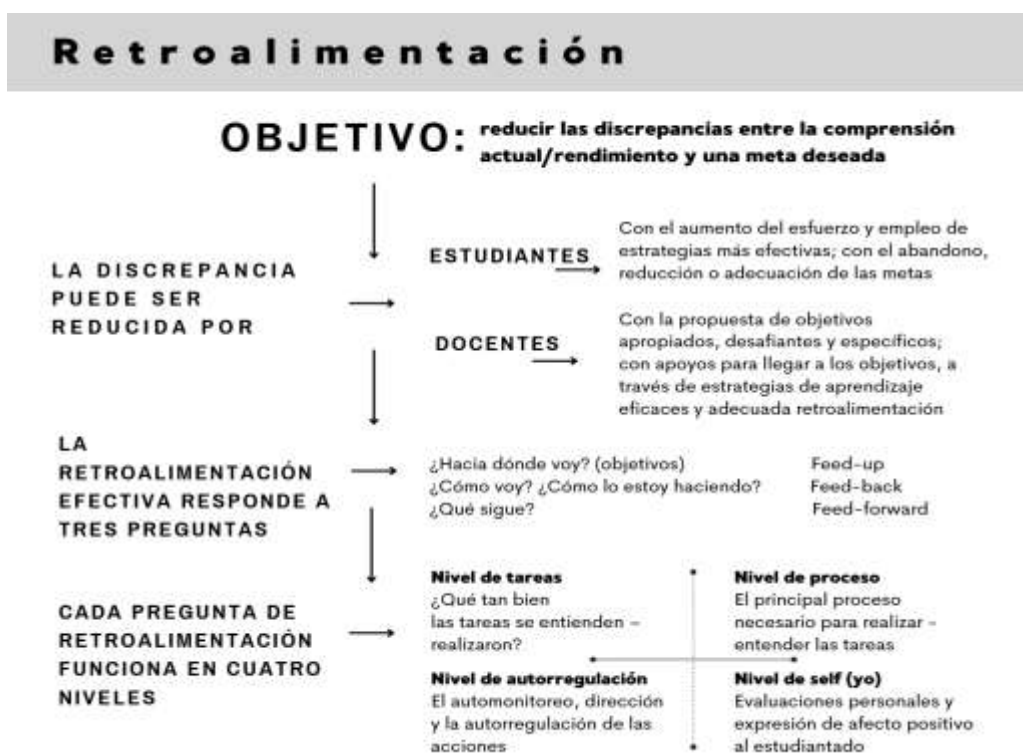 Retroalimentación
OBJETIVO: reducir las discrepancias entre la comprensión
actual/rendimiento y una meta deseada
LA DISCREPANCIA
PUEDE SER
REDUCIDA POR
ESTUDIANTES
Con el aumento del esfuerzo y empleo de
estrategias más efectivas; con el abandono,
reducción o adecuación de las metas
DOCENTES
Con la propuesta de objetivos
apropiados, desafiantes y específicos;
con apoyos para llegar a los objetivos, a
través de estrategias de aprendizaje
eficaces y adecuada retroalimentación
LA
RETROALIMENTACIÓN
EFECTIVA RESPONDE A
TRES PREGUNTAS
¿Hacia dónde voy? (objetivos) Feed-up
¿Cómo voy? ¿Cómo lo estoy haciendo? Feed-back
¿Qué sigue? Feed-forward
CADA PREGUNTA DE
RETROALIMENTACIÓN
FUNCIONA EN CUATRO
NIVELES
Nivel de tareas
¿Qué tan bien
las tareas se entienden –
realizaron?
Nivel de proceso
El principal proceso
necesario para realizar -
entender las tareas
Nivel de autorregulación
El automonitoreo, dirección
y la autorregulación de las
acciones
Nivel de self (yo)
Evaluaciones personales y
expresión de afecto positivo
al estudiantado